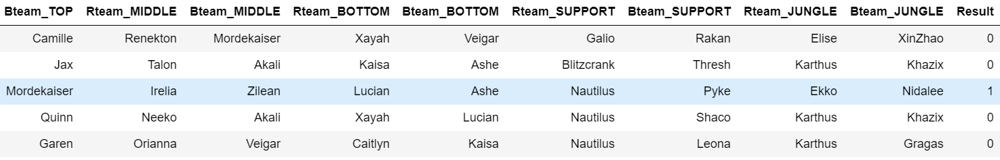 Bteam_TOP Rteam_MIDDLE Bteam_MIDDLE Rteam_BOTTOM Bteam_BOTTOM Rteam_SUPPORT Bteam_SUPPORT Rteam_JUNGLE Bteam_JUNGLE Result
Camille Renekton Mordekaiser Xayah Veigar Galio Rakan Elise XinZhao 0
Jax Talon Akali Kaisa Ashe Blitzcrank Thresh Karthus Khazix 0
Mordekaiser Irelia Zilean Lucian Ashe Nautilus Pyke Ekko Nidalee 1
Quinn Neeko Akali Xayah Lucian Nautilus Shaco Karthus Khazix 0
Garen Orianna Veigar Caitlyn Kaisa Nautilus Leona Karthus Gragas 0